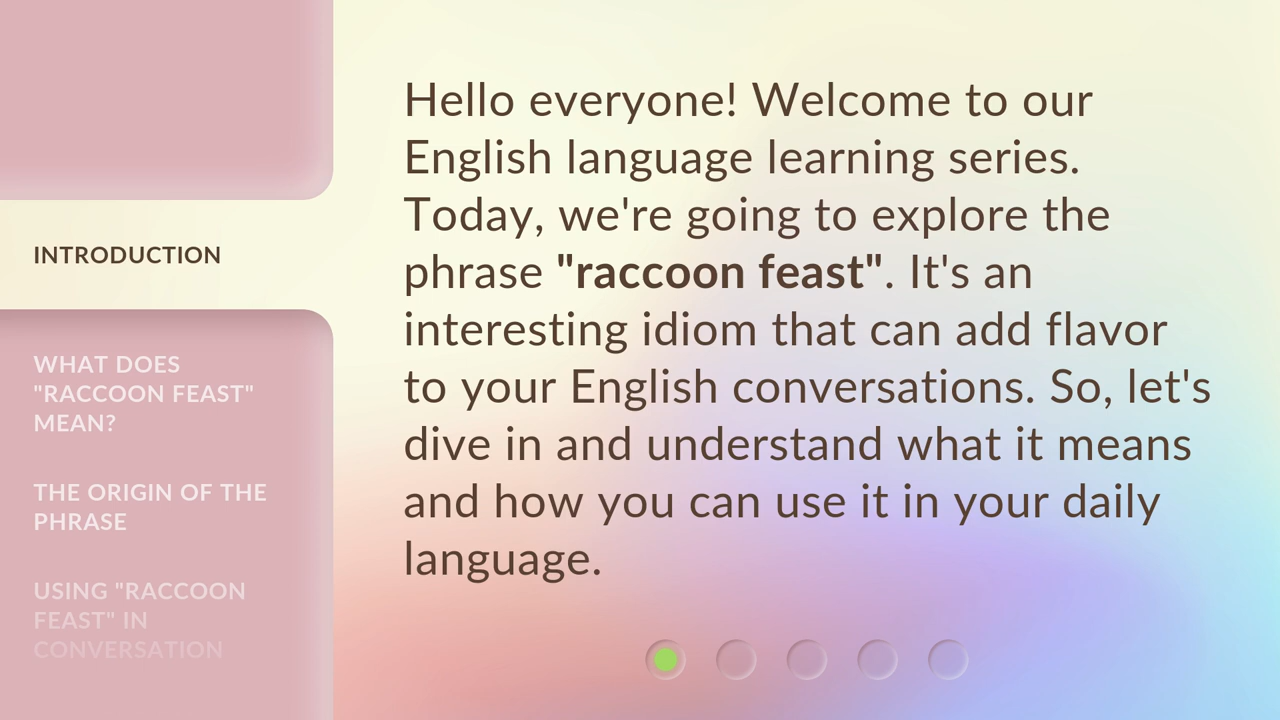 INTRODUCTION
WHAT DOES
"RACCOON FEAST"
MEAN?
THE ORIGIN OF THE
PHRASE
USING "RACCOON
FEAST" IN
CONVERSATION
Hello everyone! Welcome to our
English language learning series.
Today, we're going to explore the
phrase "raccoon feast". It's an
interesting idiom that can add flavor
to your English conversations. So, let's
dive in and understand what it means
and how you can use it in your daily
language.